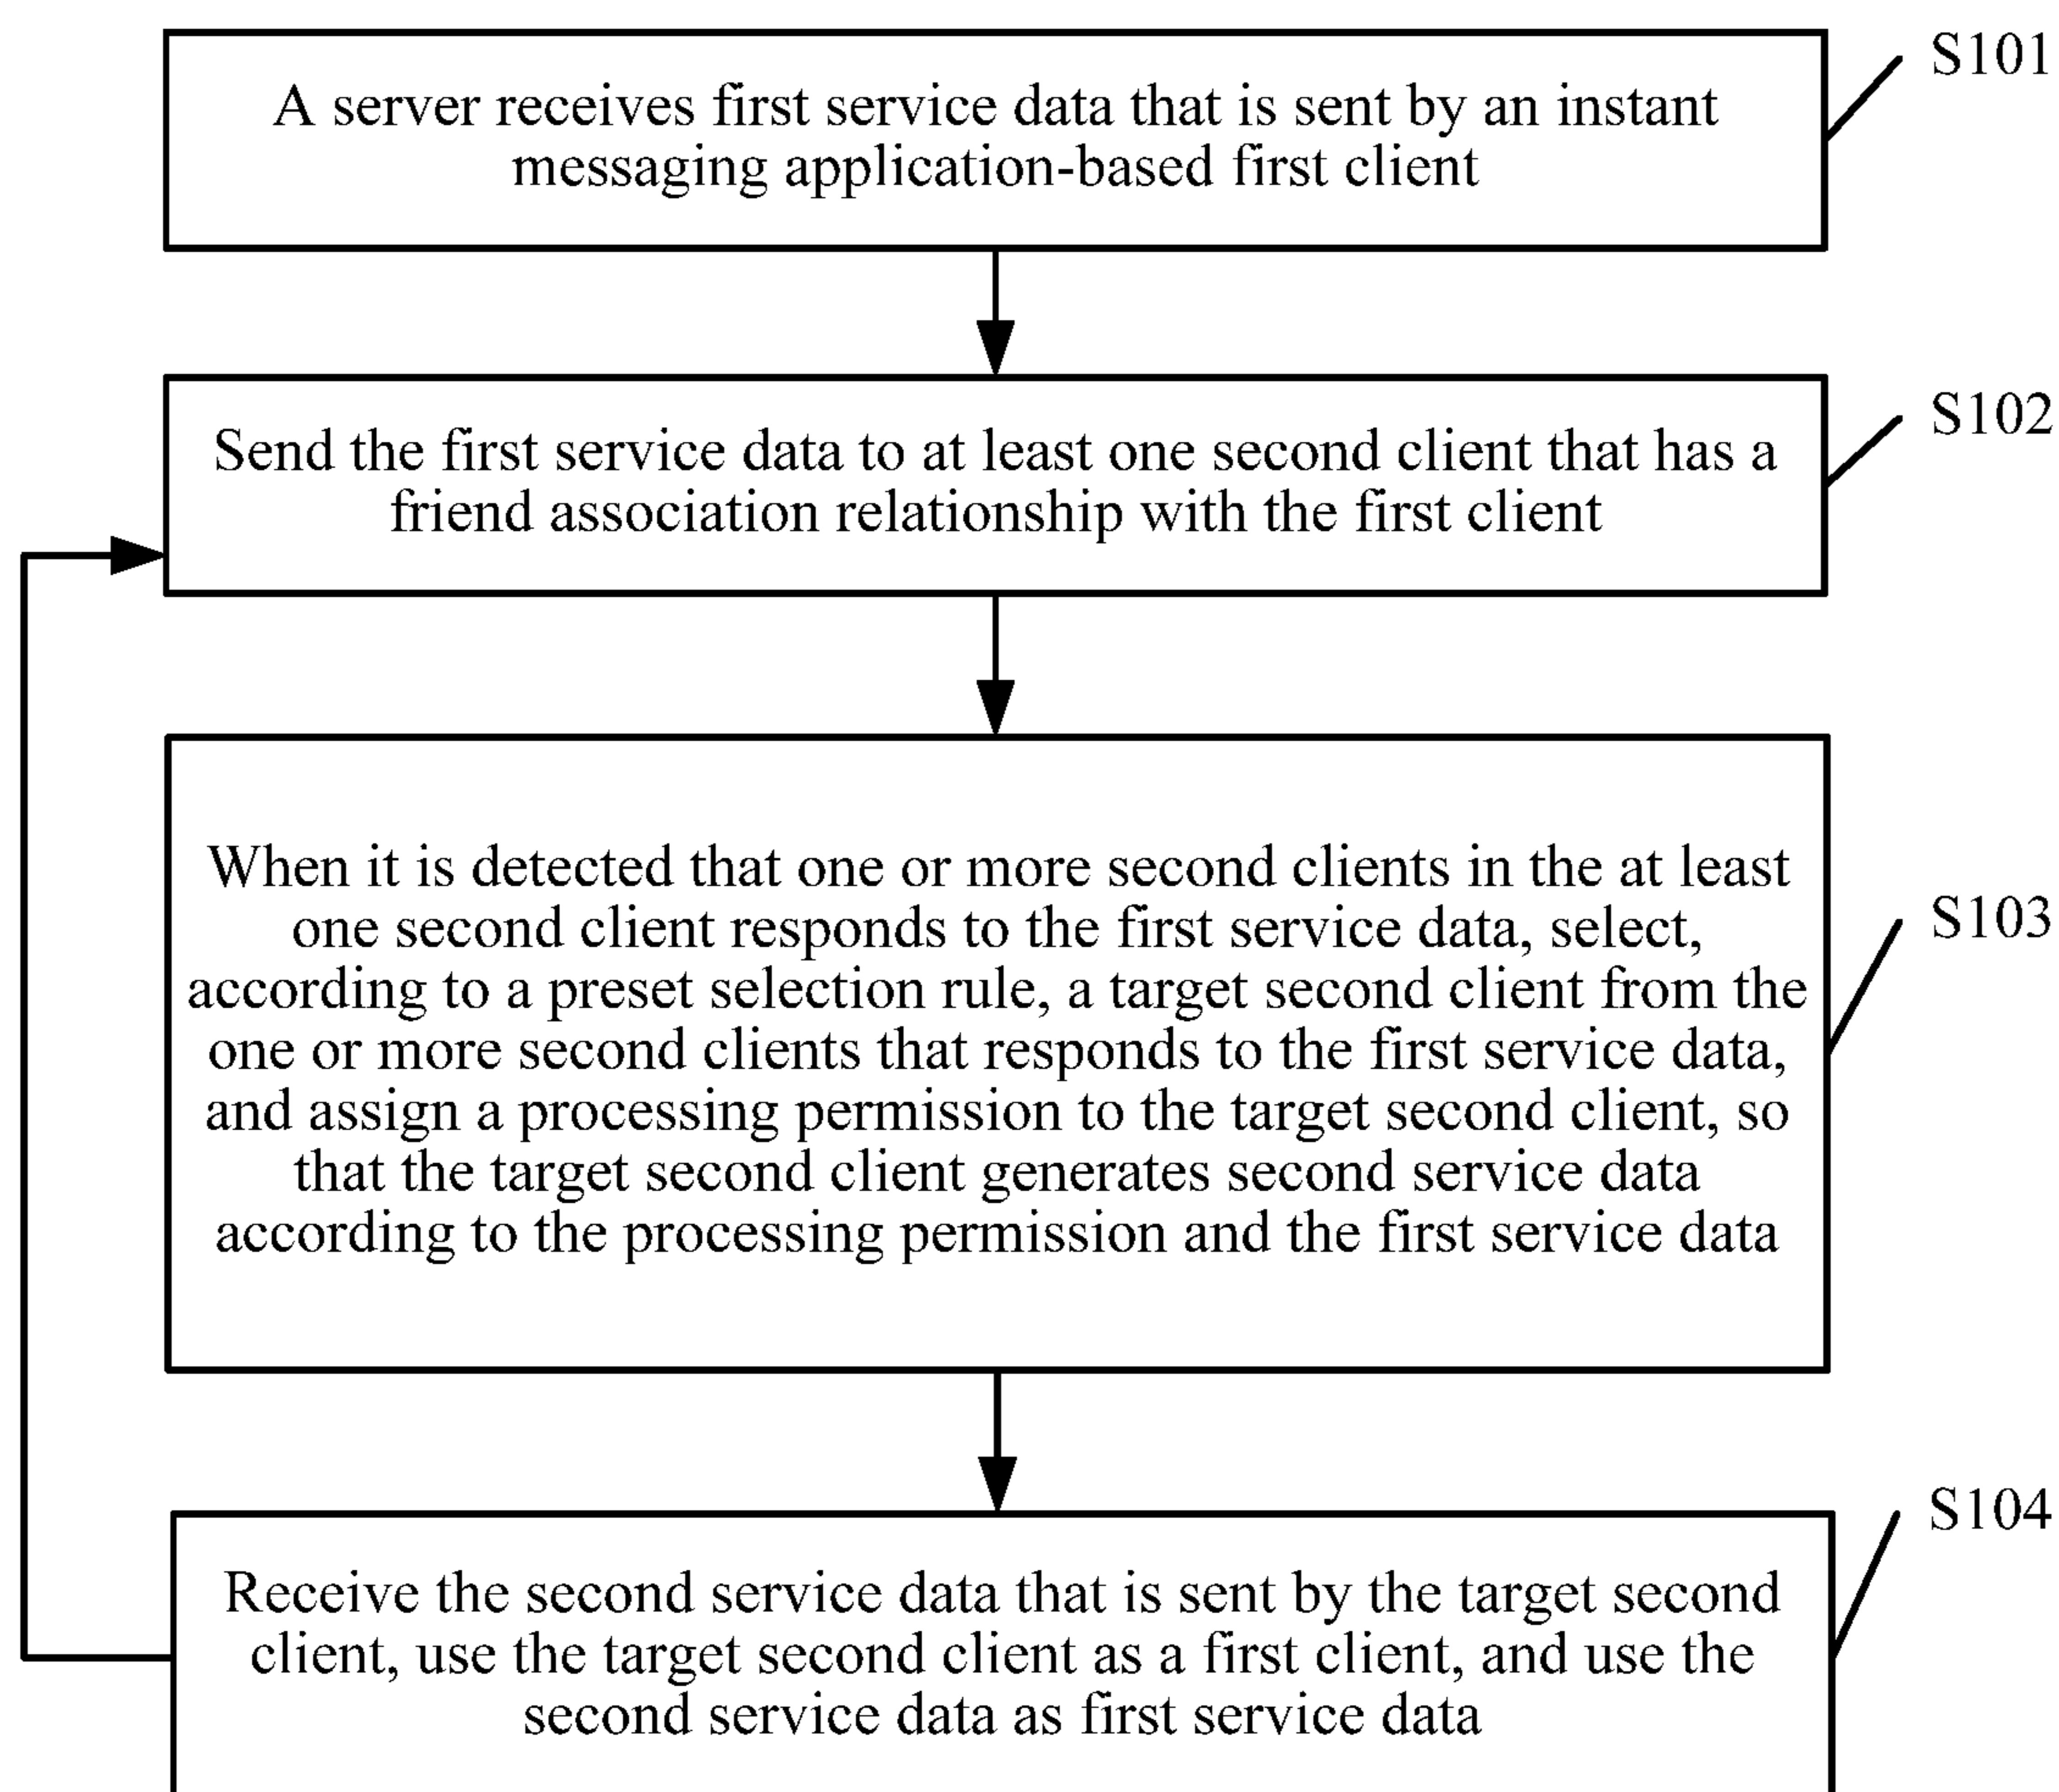 A server receives first service data that is sent by an instant
messaging application-based first client
S101
Send the first service data to at least one second client that has a
friend association relationship with the first client
S102
When it is detected that one or more second clients in the at least
one second client responds to the first service data, select,
according to a preset selection rule, a target second client from the
one or more second clients that responds to the first service data,
and assign a processing permission to the target second client, so
that the target second client generates second service data
according to the processing permission and the first service data
S103
Receive the second service data that is sent by the target second
client, use the target second client as a first client, and use the
second service data as first service data
S104